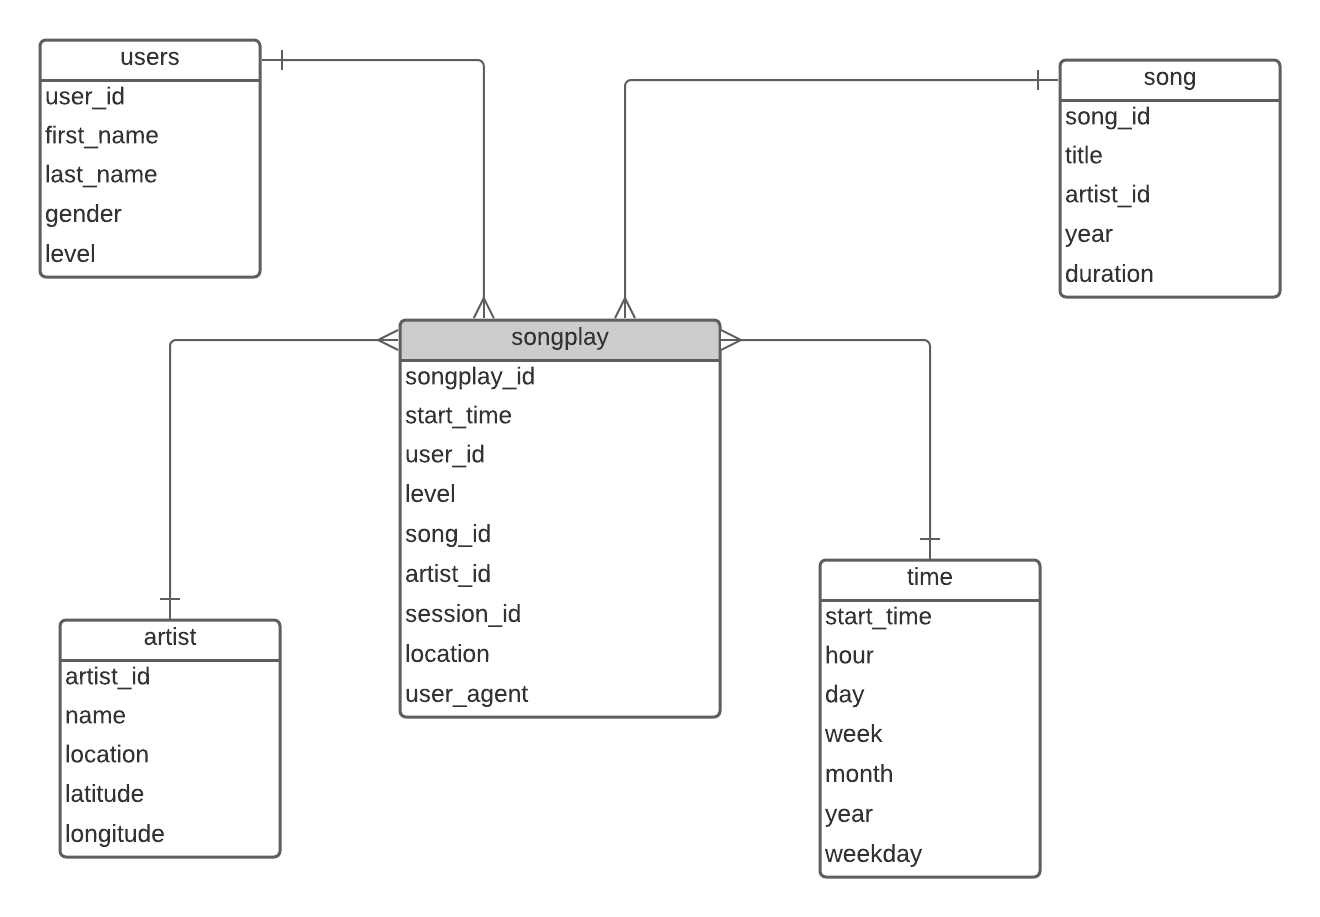 users
user_id
first_name
last_name
gender
level
song
song_id
title
artist_id
year
duration
songplay
songplay_id
start_time
user_id
level
song_id
artist_id
session_id
location
user_agent
artist
artist_id
name
location
latitude
longitude
time
start_time
hour
day
week
month
year
weekday